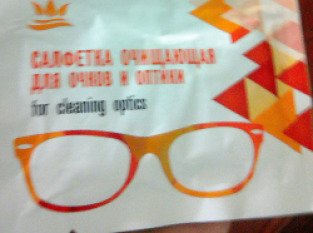 САЛФЕТКА ОЧИЩАЮЩАЯ
ДЛЯ ОЧКОВ И ОПТИКИ
for cleaning optics